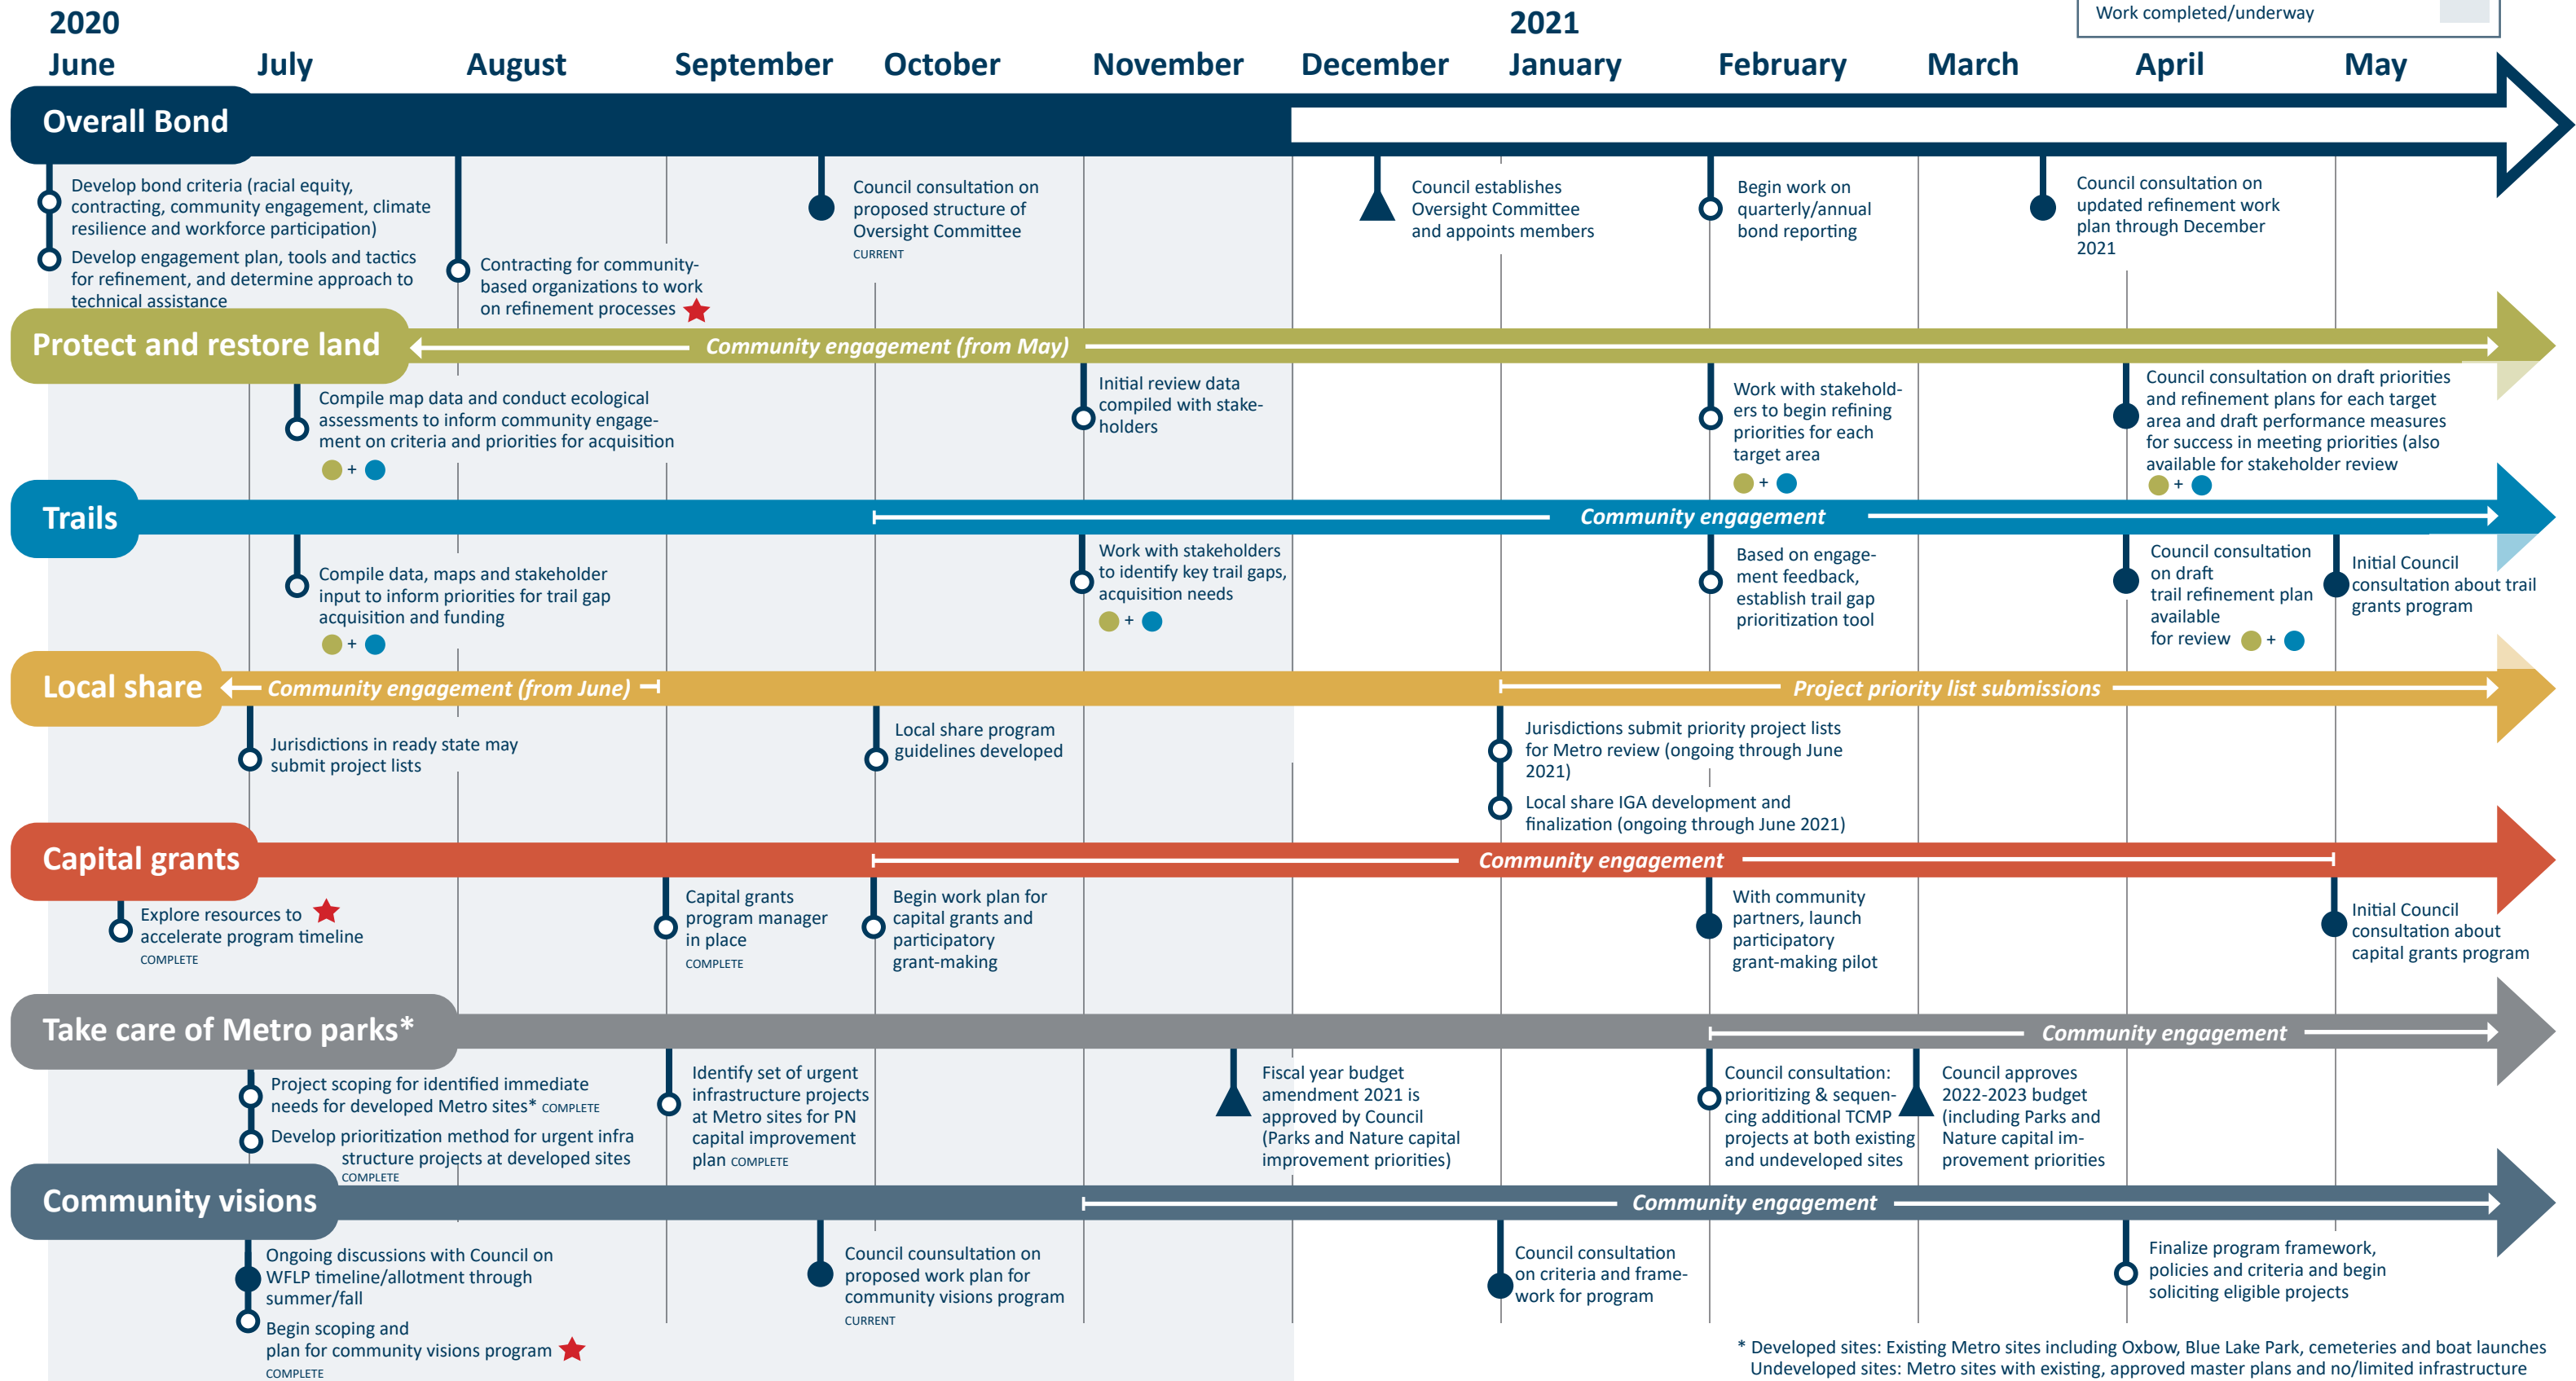 Work completed/underway
2020
2021
June
July
August
September
October
November
December
January
February
March
April
May
Overall Bond
Develop bond criteria (racial equity,
contracting, community engagement, climate
resilience and workforce participation)
Develop engagement plan, tools and tactics
for refinement, and determine approach to
technical assistance
Contracting for community-
based organizations to work
on refinement processes
Council consultation on
proposed structure of
Oversight Committee
CURRENT
Council establishes
Oversight Committee
and appoints members
Begin work on
quarterly/annual
bond reporting
Council consultation on
updated refinement work
plan through December
2021
Protect and restore land
Community engagement (from May)
Compile map data and conduct ecological
assessments to inform community engage-
ment on criteria and priorities for acquisition
+
Initial review data
compiled with stake-
holders
Work with stakehold-
ers to begin refining
priorities for each
target area
+
Council consultation on draft priorities
and refinement plans for each target
area and draft performance measures
for success in meeting priorities (also
available for stakeholder review
+
Trails
Community engagement
Compile data, maps and stakeholder
input to inform priorities for trail gap
acquisition and funding
+
Work with stakeholders
to identify key trail gaps,
acquisition needs
+
Based on engage-
ment feedback,
establish trail gap
prioritization tool
Council consultation
on draft
trail refinement plan
available
for review +
Initial Council
consultation about trail
grants program
Local share
Community engagement (from June)
Project priority list submissions
Jurisdictions in ready state may
submit project lists
Local share program
guidelines developed
Jurisdictions submit priority project lists
for Metro review (ongoing through June
2021)
Local share IGA development and
finalization (ongoing through June 2021)
Capital grants
Community engagement
Explore resources to
accelerate program timeline
COMPLETE
Capital grants
program manager
in place
COMPLETE
Begin work plan for
capital grants and
participatory
grant-making
With community
partners, launch
participatory
grant-making pilot
Initial Council
consultation about
capital grants program
Take care of Metro parks*
Community engagement
Project scoping for identified immediate
needs for developed Metro sites* COMPLETE
Develop prioritization method for urgent infra
structure projects at developed sites
COMPLETE
Identify set of urgent
infrastructure projects
at Metro sites for PN
capital improvement
plan COMPLETE
Fiscal year budget
amendment 2021 is
approved by Council
(Parks and Nature capital
improvement priorities)
Council consultation:
prioritizing & sequen-
cing additional TCMP
projects at both existing
and undeveloped sites
Council approves
2022-2023 budget
(including Parks and
Nature capital im-
provement priorities
Community visions
Community engagement
Ongoing discussions with Council on
WFLP timeline/allotment through
summer/fall
Begin scoping and
plan for community visions program
COMPLETE
Council counsultation on
proposed work plan for
community visions program
CURRENT
Council consultation
on criteria and frame-
work for program
Finalize program framework,
policies and criteria and begin
soliciting eligible projects
* Developed sites: Existing Metro sites including Oxbow, Blue Lake Park, cemeteries and boat launches
Undeveloped sites: Metro sites with existing, approved master plans and no/limited infrastructure